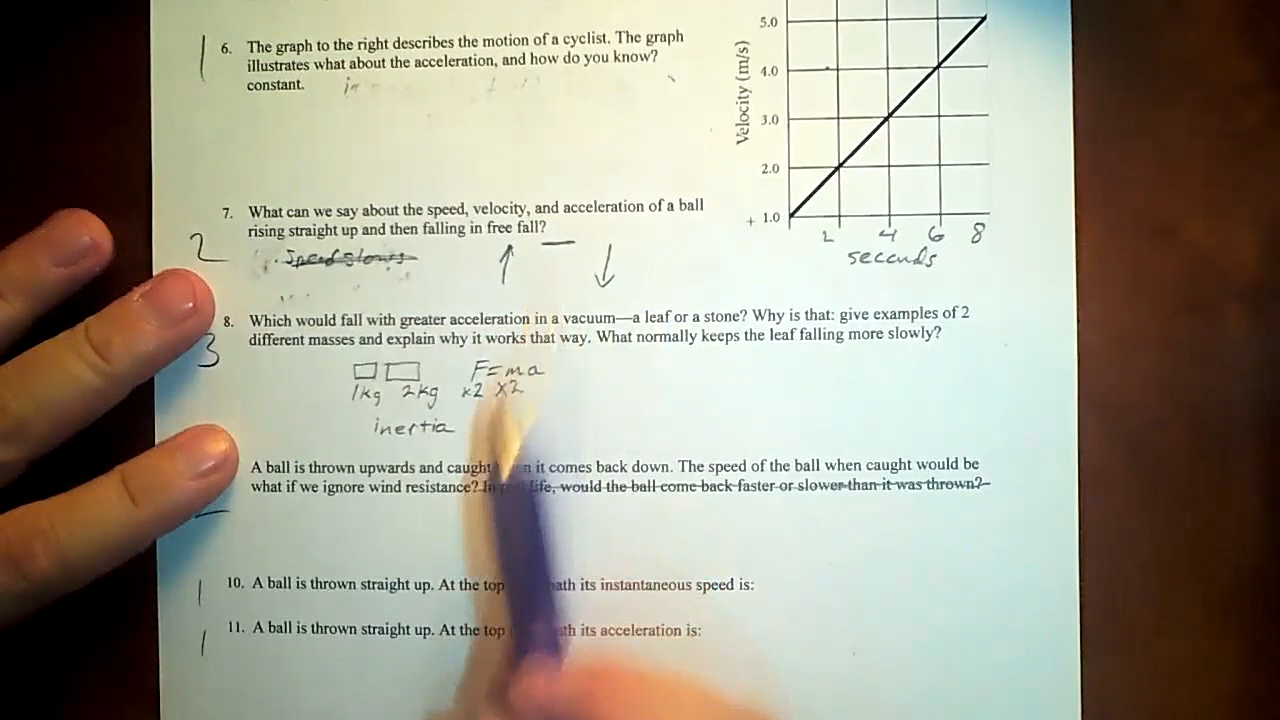 5.0
6. The graph to the right describes the motion of a cyclist. The graph
illustrates what about the acceleration, and how do you know?
constant.
Velocity (m/s)
4.0
3.0
2.0
+ 1.0
2 4 6 8
seconds
1
7. What can we say about the speed, velocity, and acceleration of a ball
rising straight up and then falling in free fall?
2
Speed slows
8. Which would fall with greater acceleration in a vacuum—a leaf or a stone? Why is that: give examples of 2
different masses and explain why it works that way. What normally keeps the leaf falling more slowly?
3
F=ma
1kg 2kg x2 x2
inertia
A ball is thrown upwards and caught it comes back down. The speed of the ball when caught would be
what if we ignore wind resistance? In life, would the ball come back faster or slower than it was thrown?
1 10. A ball is thrown straight up. At the top path its instantaneous speed is:
1 11. A ball is thrown straight up. At the top its acceleration is: